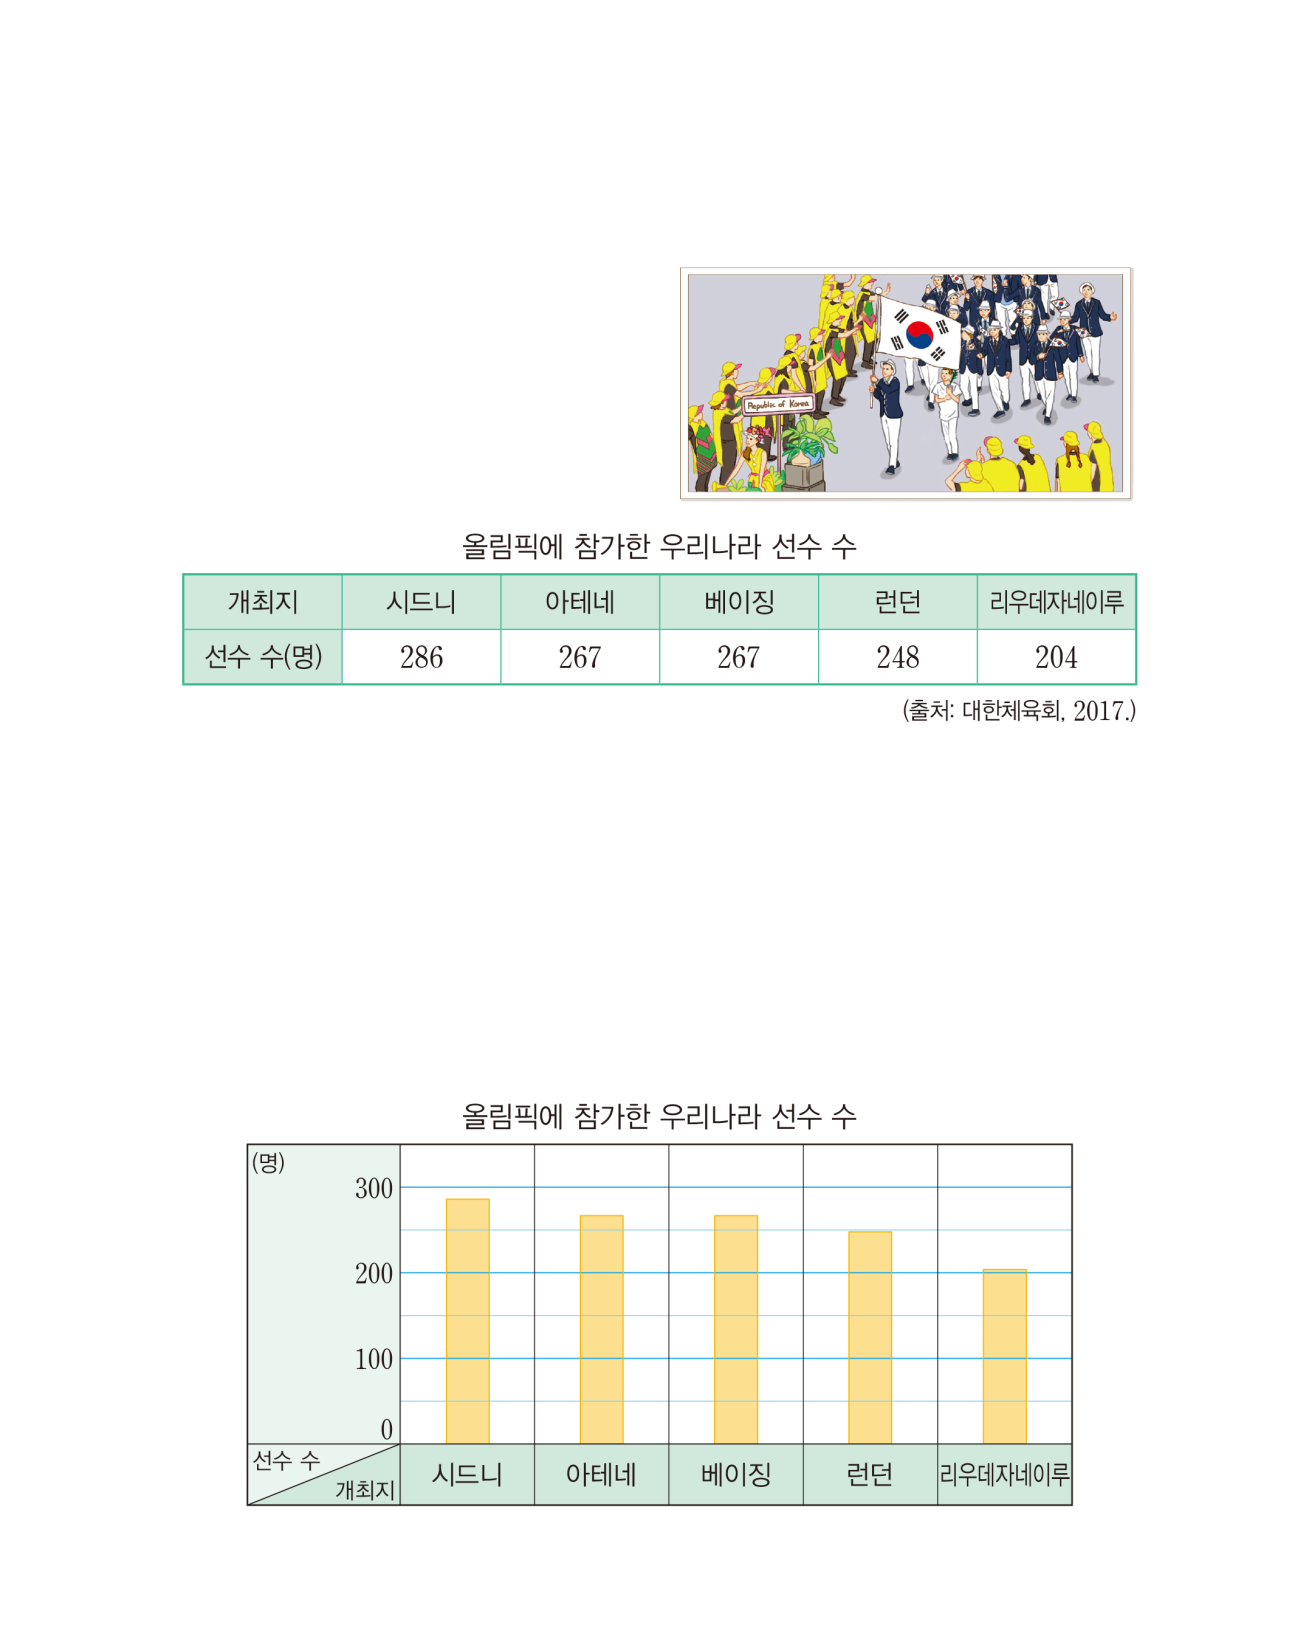 Republic of Korea
올림픽에 참가한 우리나라 선수 수
개최지 시드니 아테네 베이징 런던 리우데자네이루
선수 수(명) 286 267 267 248 204
(출처: 대한체육회, 2017.)
올림픽에 참가한 우리나라 선수 수
(명)
300
200
100
0
선수 수
개최지 시드니 아테네 베이징 런던 리우데자네이루